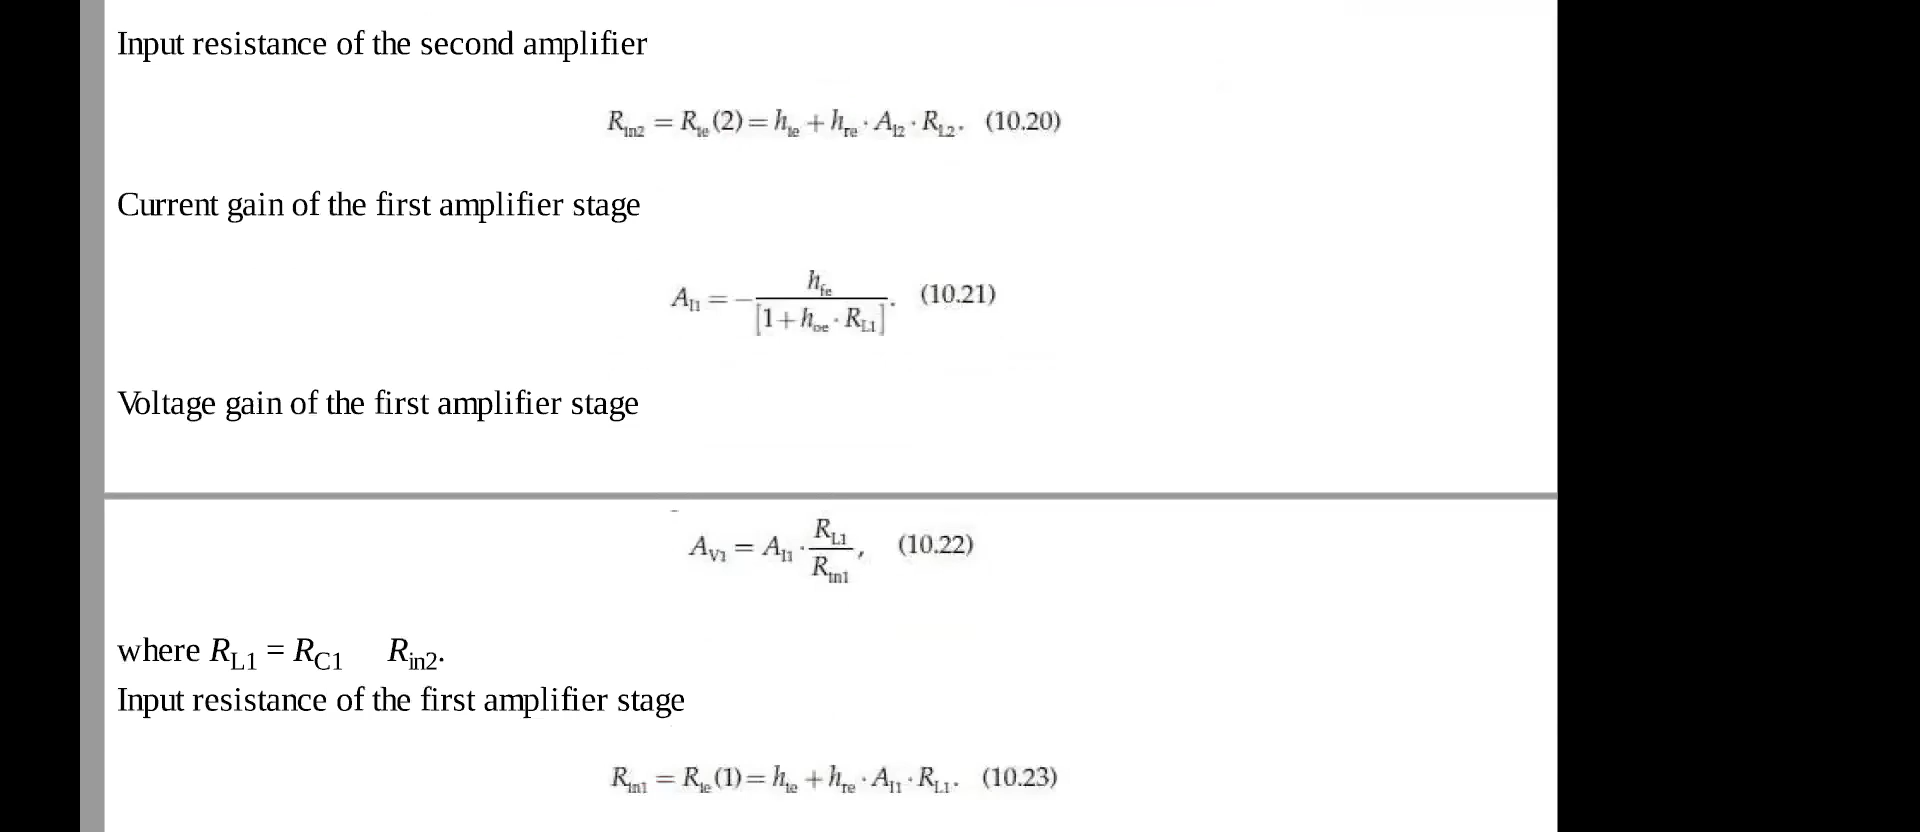 Input resistance of the second amplifier
R_in2 = R_ie (2) = h_ie + h_re · A_I2 · R_L2. (10.20)
Current gain of the first amplifier stage
A_I1 = − h_fe / [1 + h_oe · R_L1]. (10.21)
Voltage gain of the first amplifier stage
A_V1 = A_I1 · R_L1 / R_in1, (10.22)
where R_L1 = R_C1 R_in2.
Input resistance of the first amplifier stage
R_in1 = R_ie (1) = h_ie + h_re · A_I1 · R_L1. (10.23)